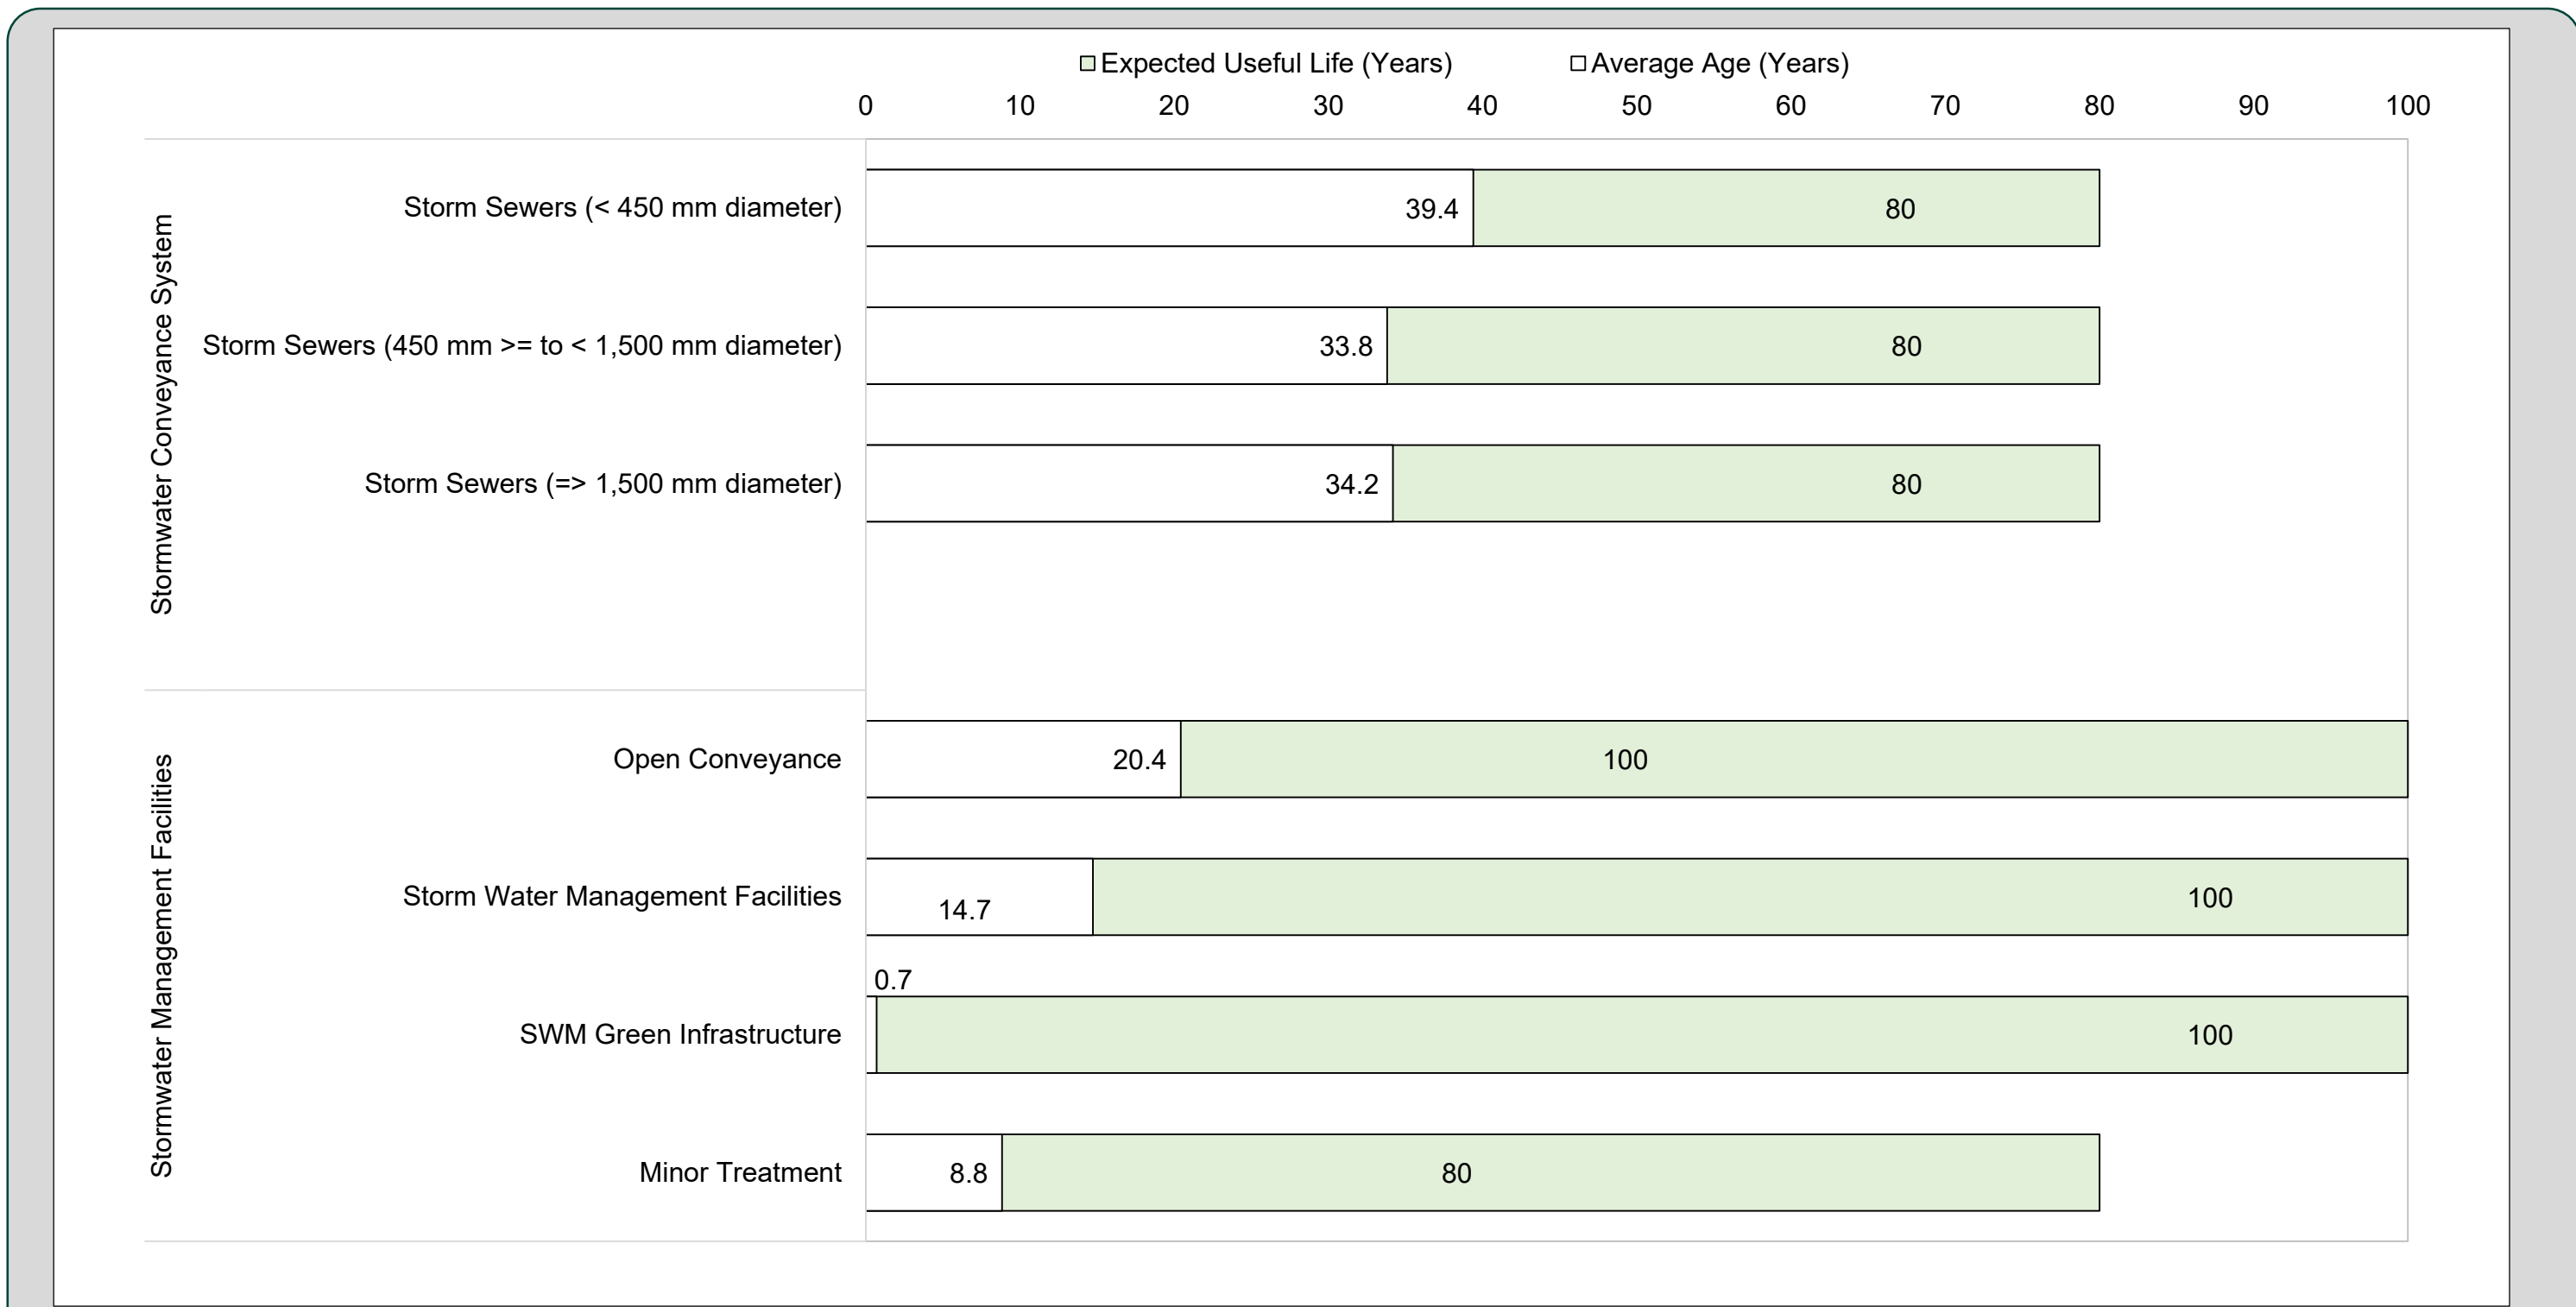 Expected Useful Life (Years) Average Age (Years)
0 10 20 30 40 50 60 70 80 90 100
Stormwater Conveyance System
Storm Sewers (< 450 mm diameter) 39.4 80
Storm Sewers (450 mm >= to < 1,500 mm diameter) 33.8 80
Storm Sewers (=> 1,500 mm diameter) 34.2 80
Stormwater Management Facilities
Open Conveyance 20.4 100
Storm Water Management Facilities 14.7 100
0.7
SWM Green Infrastructure 100
Minor Treatment 8.8 80